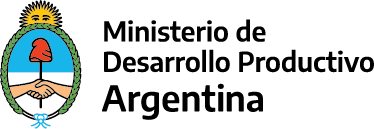 Ministerio de
Desarrollo Productivo
Argentina